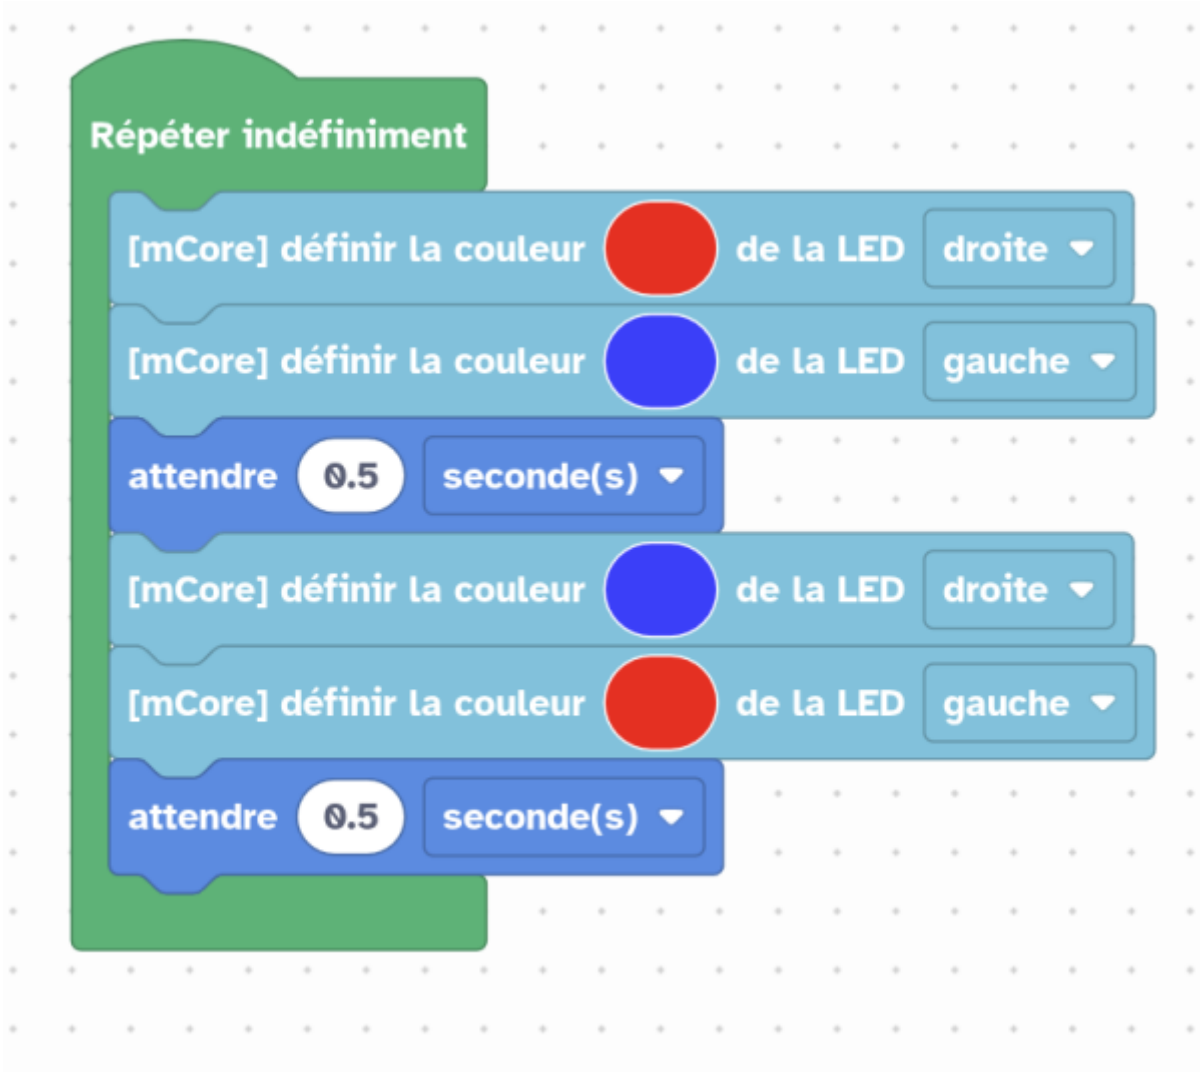 Répéter indéfiniment
[mCore] définir la couleur de la LED droite
[mCore] définir la couleur de la LED gauche
attendre 0.5 seconde(s)
[mCore] définir la couleur de la LED droite
[mCore] définir la couleur de la LED gauche
attendre 0.5 seconde(s)